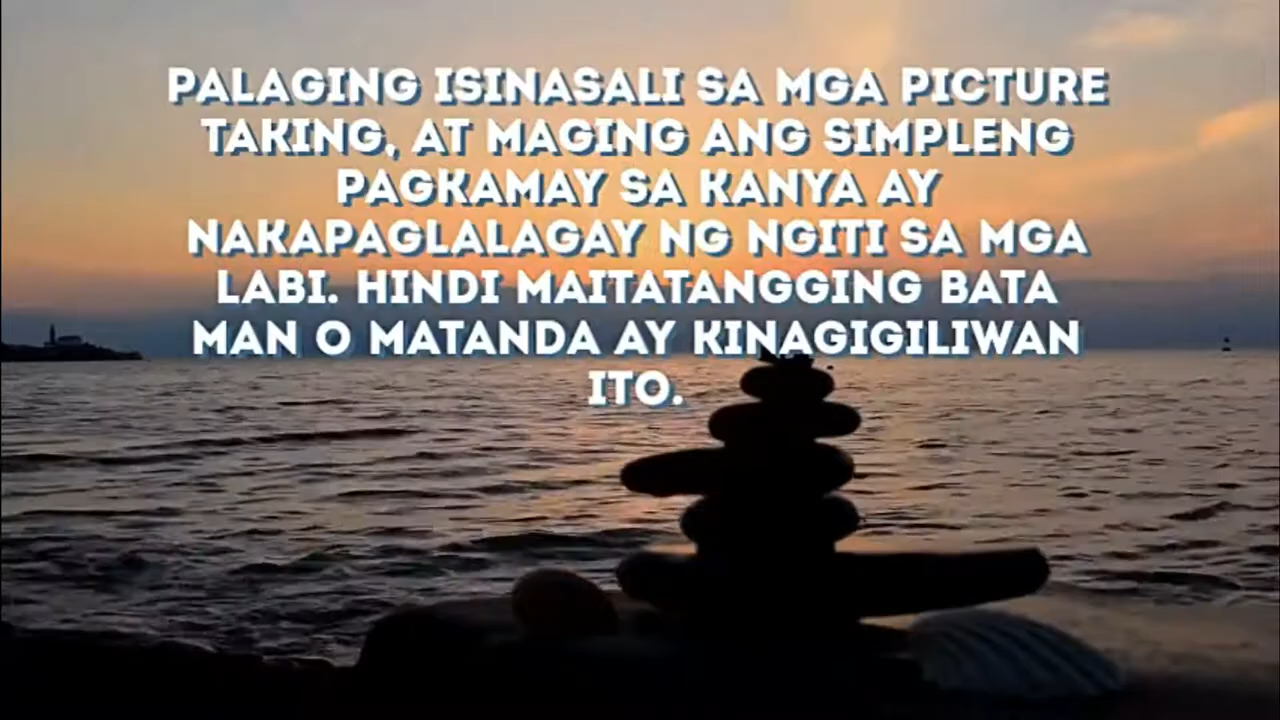 PALAGING ISINASALI SA MGA PICTURE
TAKING, AT MAGING ANG SIMPLENG
PAGKAMAY SA KANYA AY
NAKAPAGLALAGAY NG NGITI SA MGA
LABI. HINDI MAITATANGGING BATA
MAN O MATANDA AY KINAGIGILIWAN
ITO.